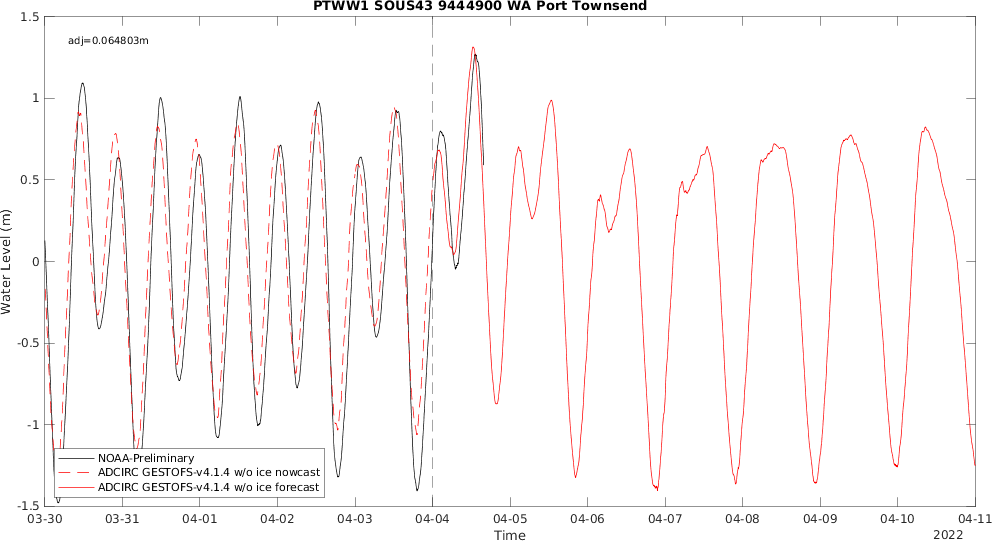 PTWW1 SOUS43 9444900 WA Port Townsend
adj=0.064803m
Water Level (m)
1.5
1
0.5
0
-0.5
-1
-1.5
NOAA-Preliminary
ADCIRC GESTOFS-v4.1.4 w/o ice nowcast
ADCIRC GESTOFS-v4.1.4 w/o ice forecast
03-30 03-31 04-01 04-02 04-03 04-04 04-05 04-06 04-07 04-08 04-09 04-10 04-11
Time
2022